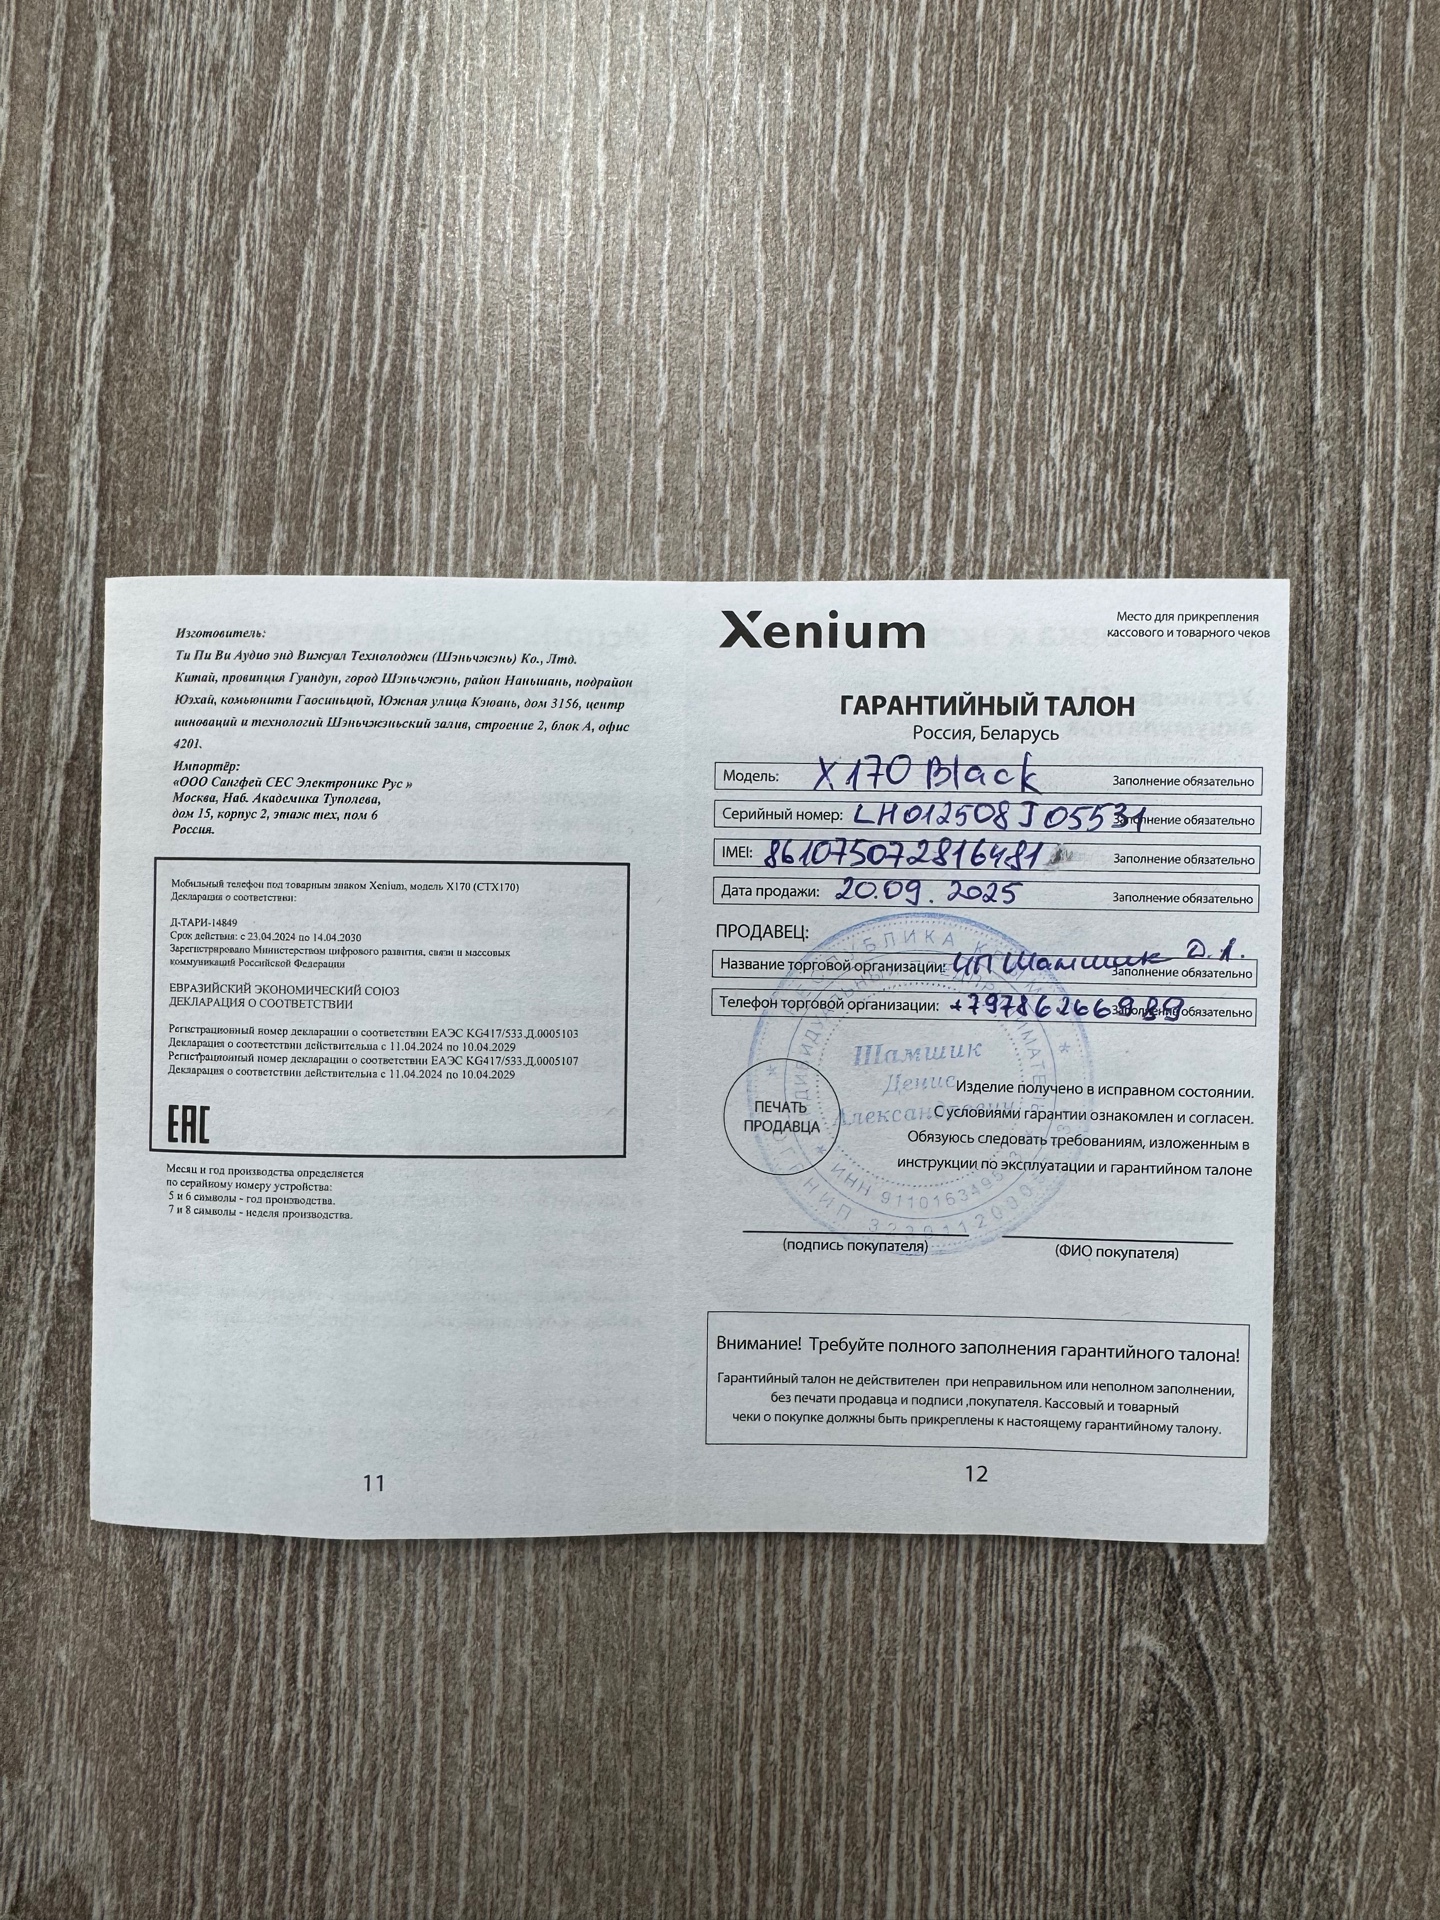 Изготовитель:
Ти Пи Ви Аудио энд Вижуал Технолоджи (Шэньчжэнь) Ко., Лтд.
Китай, провинция Гуандун, город Шэньчжэнь, район Наньшань, подрайон
Юэхай, комьюнити Гаосиньцюй, Южная улица Кэюань, дом 3156, центр
инноваций и технологий Шэньчжэньский залив, строение 2, блок А, офис
4201.
Импортёр:
«ООО Сангфей СЕС Электроникс Рус »
Москва, Наб. Академика Туполева,
дом 15, корпус 2, этаж тех, пом 6
Россия.
Мобильный телефон под товарным знаком Xenium, модель X170 (CTX170)
Декларация о соответствии:
Д-ТАРИ-14849
Срок действия: с 23.04.2024 по 14.04.2030
Зарегистрировано Министерством цифрового развития, связи и массовых
коммуникаций Российской Федерации
ЕВРАЗИЙСКИЙ ЭКОНОМИЧЕСКИЙ СОЮЗ
ДЕКЛАРАЦИЯ О СООТВЕТСТВИИ
Регистрационный номер декларации о соответствии ЕАЭС KG417/533.Д.0005103
Декларация о соответствии действительна с 11.04.2024 по 10.04.2029
Регистрационный номер декларации о соответствии ЕАЭС KG417/533.Д.0005107
Декларация о соответствии действительна с 11.04.2024 по 10.04.2029
EAC
Месяц и год производства определяется
по серийному номеру устройства:
5 и 6 символы - год производства.
7 и 8 символы - неделя производства.
11
Xenium
Место для прикрепления
кассового и товарного чеков
ГАРАНТИЙНЫЙ ТАЛОН
Россия, Беларусь
Модель: X170 Black Заполнение обязательно
Серийный номер: LH012508J05531 Заполнение обязательно
IMEI: 861075072816481 Заполнение обязательно
Дата продажи: 20.09.2025 Заполнение обязательно
ПРОДАВЕЦ:
Название торговой организации: ИП Шамшик Д.А. Заполнение обязательно
Телефон торговой организации: +79786266989 Заполнение обязательно
РЕСПУБЛИКА
ИНДИВИДУАЛЬНЫЙ ПРЕДПРИНИМАТЕЛЬ
Шамшик
Денис
Александрович
ИНН
ОГРНИП
ПЕЧАТЬ
ПРОДАВЦА
Изделие получено в исправном состоянии.
С условиями гарантии ознакомлен и согласен.
Обязуюсь следовать требованиям, изложенным в
инструкции по эксплуатации и гарантийном талоне
(подпись покупателя)
(ФИО покупателя)
Внимание! Требуйте полного заполнения гарантийного талона!
Гарантийный талон не действителен при неправильном или неполном заполнении,
без печати продавца и подписи ,покупателя. Кассовый и товарный
чеки о покупке должны быть прикреплены к настоящему гарантийному талону.
12